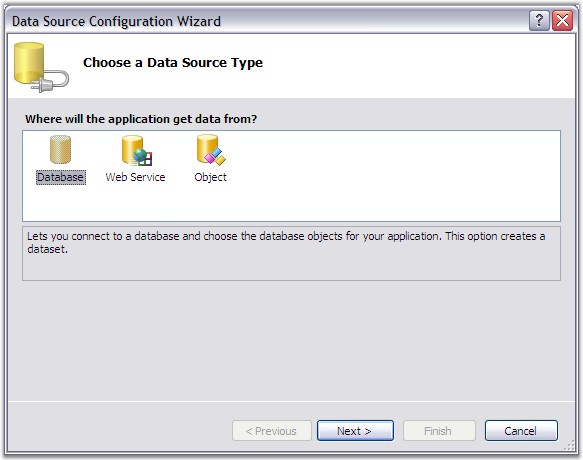 Data Source Configuration Wizard
?
Choose a Data Source Type
Where will the application get data from?
Database Web Service Object
Lets you connect to a database and choose the database objects for your application. This option creates a
dataset.
< Previous Next > Finish Cancel